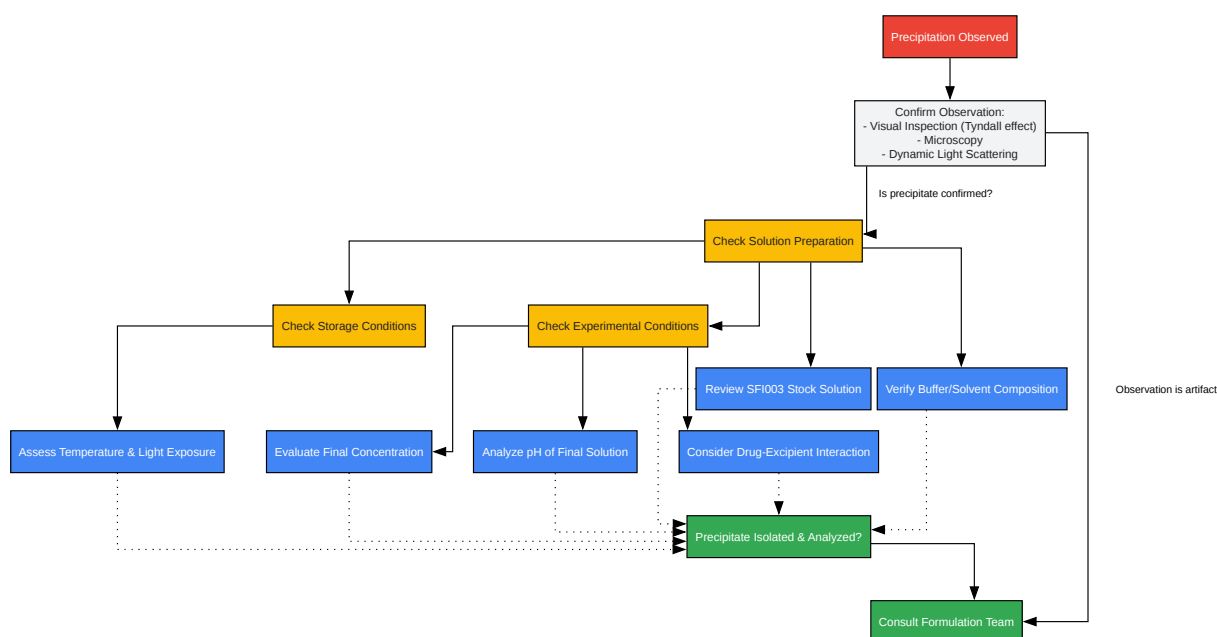 Precipitation Observed
Confirm Observation:
- Visual Inspection (Tyndall effect)
- Microscopy
- Dynamic Light Scattering
Is precipitate confirmed?
Check Solution Preparation
Check Storage Conditions
Check Experimental Conditions
Review SFI003 Stock Solution
Verify Buffer/Solvent Composition
Observation is artifact
Assess Temperature & Light Exposure
Evaluate Final Concentration
Analyze pH of Final Solution
Consider Drug-Excipient Interaction
Precipitate Isolated & Analyzed?
Consult Formulation Team